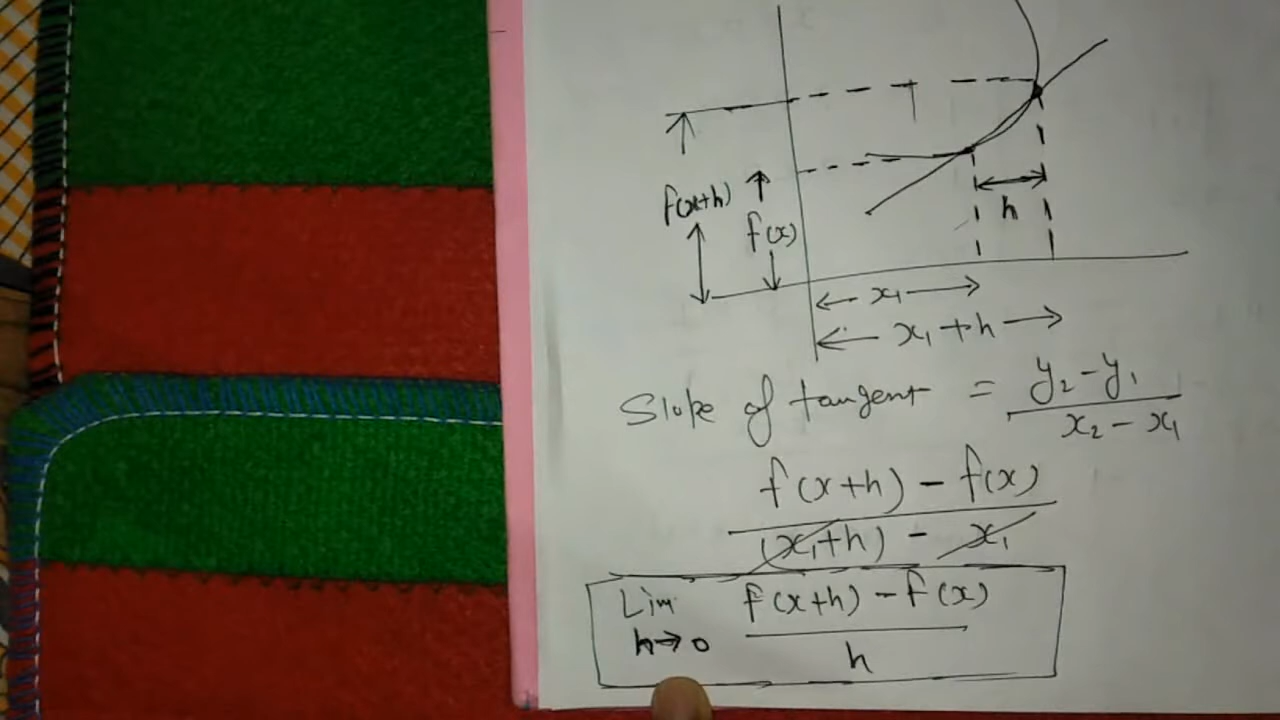 f(x+h)
f(x)
h
x₁
x₁ + h
Slope of tangent = y₂ - y₁ / x₂ - x₁
f(x+h) - f(x)
(x₁+h) - x₁
Lim f(x+h) - f(x)
h→0 h